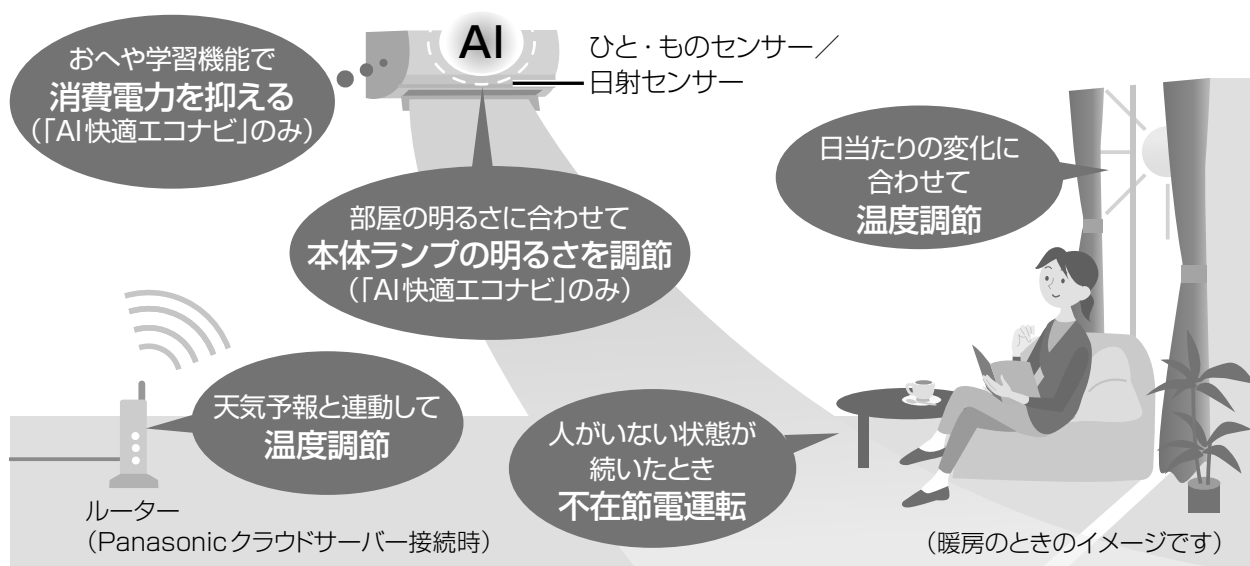 おへや学習機能で
消費電力を抑える
(「AI快適エコナビ」のみ)
AI
ひと・ものセンサー／
日射センサー
部屋の明るさに合わせて
本体ランプの明るさを調節
(「AI快適エコナビ」のみ)
日当たりの変化に
合わせて
温度調節
天気予報と連動して
温度調節
人がいない状態が
続いたとき
不在節電運転
ルーター
(Panasonicクラウドサーバー接続時)
(暖房のときのイメージです)